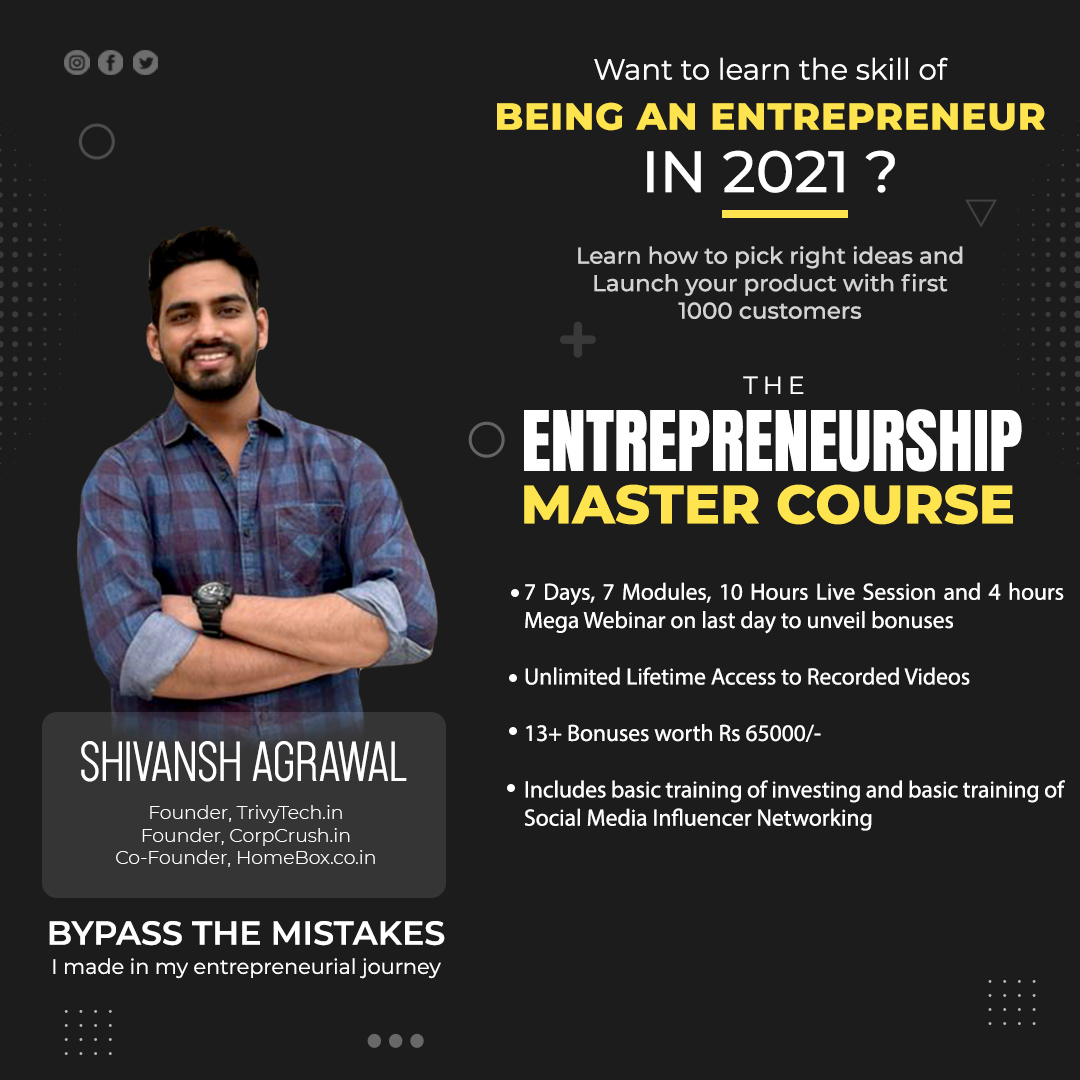 Want to learn the skill of
BEING AN ENTREPRENEUR
IN 2021 ?
Learn how to pick right ideas and
Launch your product with first
1000 customers
THE
ENTREPRENEURSHIP
MASTER COURSE
• 7 Days, 7 Modules, 10 Hours Live Session and 4 hours
Mega Webinar on last day to unveil bonuses
• Unlimited Lifetime Access to Recorded Videos
• 13+ Bonuses worth Rs 65000/-
• Includes basic training of investing and basic training of
Social Media Influencer Networking
SHIVANSH AGRAWAL
Founder, TrivyTech.in
Founder, CorpCrush.in
Co-Founder, HomeBox.co.in
BYPASS THE MISTAKES
I made in my entrepreneurial journey